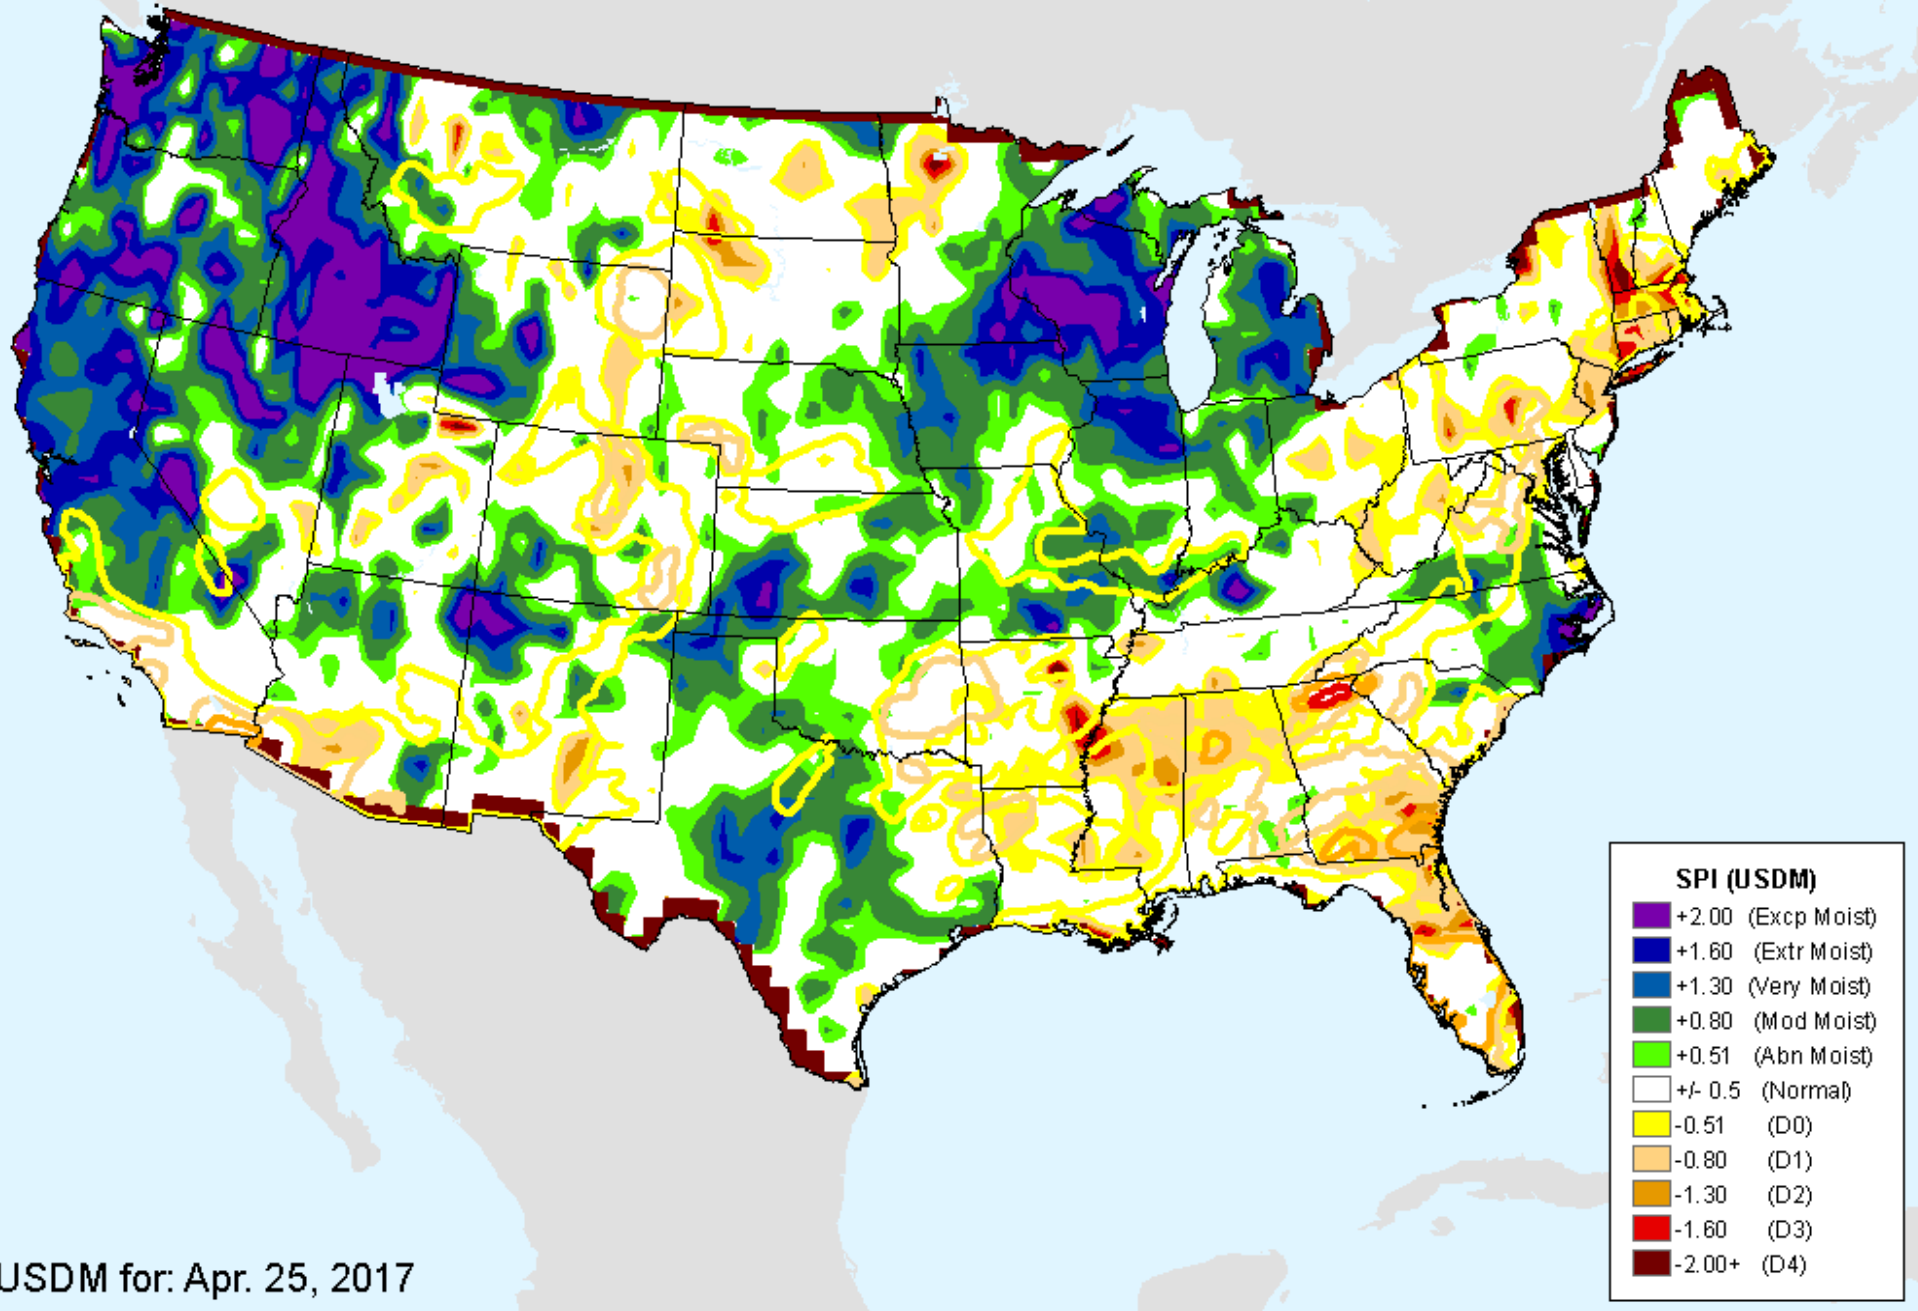 SPI (USDM)
+2.00 (Excp Moist)
+1.60 (Extr Moist)
+1.30 (Very Moist)
+0.80 (Mod Moist)
+0.51 (Abn Moist)
+/- 0.5 (Normal)
-0.51 (D0)
-0.80 (D1)
-1.30 (D2)
-1.60 (D3)
-2.00+ (D4)
USDM for: Apr. 25, 2017